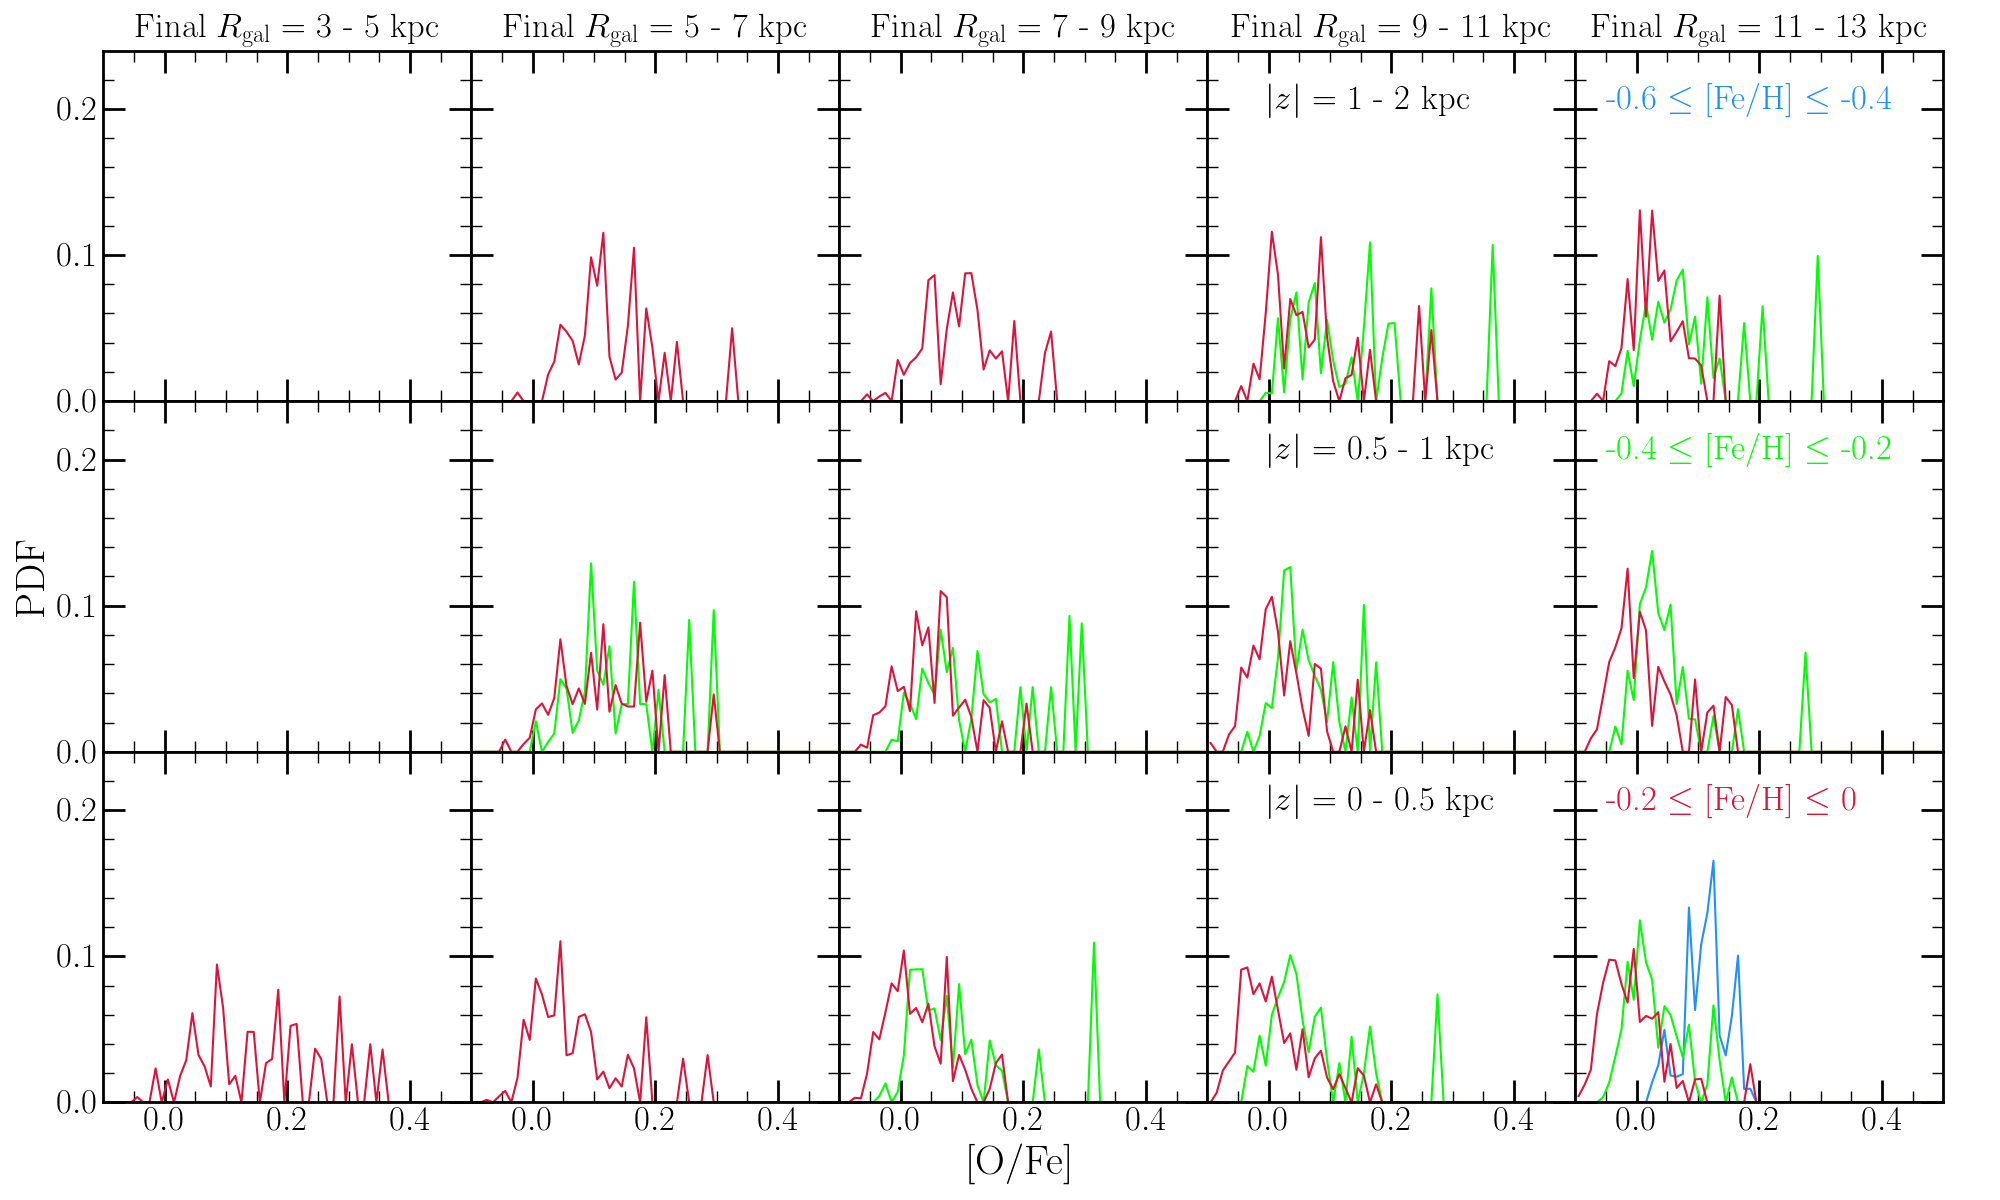 Final R_gal = 3 - 5 kpc
Final R_gal = 5 - 7 kpc
Final R_gal = 7 - 9 kpc
Final R_gal = 9 - 11 kpc
Final R_gal = 11 - 13 kpc
0.2
|z| = 1 - 2 kpc
-0.6 ≤ [Fe/H] ≤ -0.4
0.1
0.0
0.2
|z| = 0.5 - 1 kpc
-0.4 ≤ [Fe/H] ≤ -0.2
PDF
0.1
0.0
0.2
|z| = 0 - 0.5 kpc
-0.2 ≤ [Fe/H] ≤ 0
0.1
0.0
0.0 0.2 0.4
0.0 0.2 0.4
0.0 0.2 0.4
0.0 0.2 0.4
0.0 0.2 0.4
[O/Fe]